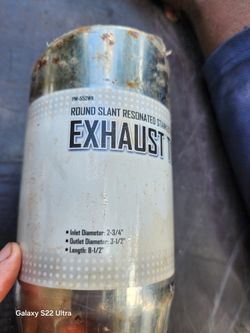 ROUND SLANT RESONATED
EXHAUST
• Inlet Diameter: 2-3/4"
• Outlet Diameter: 3-1/2"
• Length: 8-1/2"
Galaxy S22 Ultra